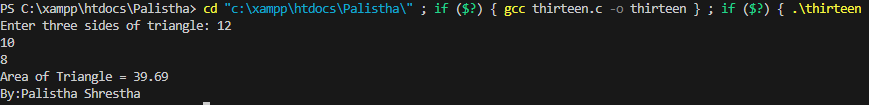 PS C:\xampp\htdocs\Palistha> cd "c:\xampp\htdocs\Palistha\" ; if ($?) { gcc thirteen.c -o thirteen } ; if ($?) { .\thirteen
Enter three sides of triangle: 12
10
8
Area of Triangle = 39.69
By:Palistha Shrestha